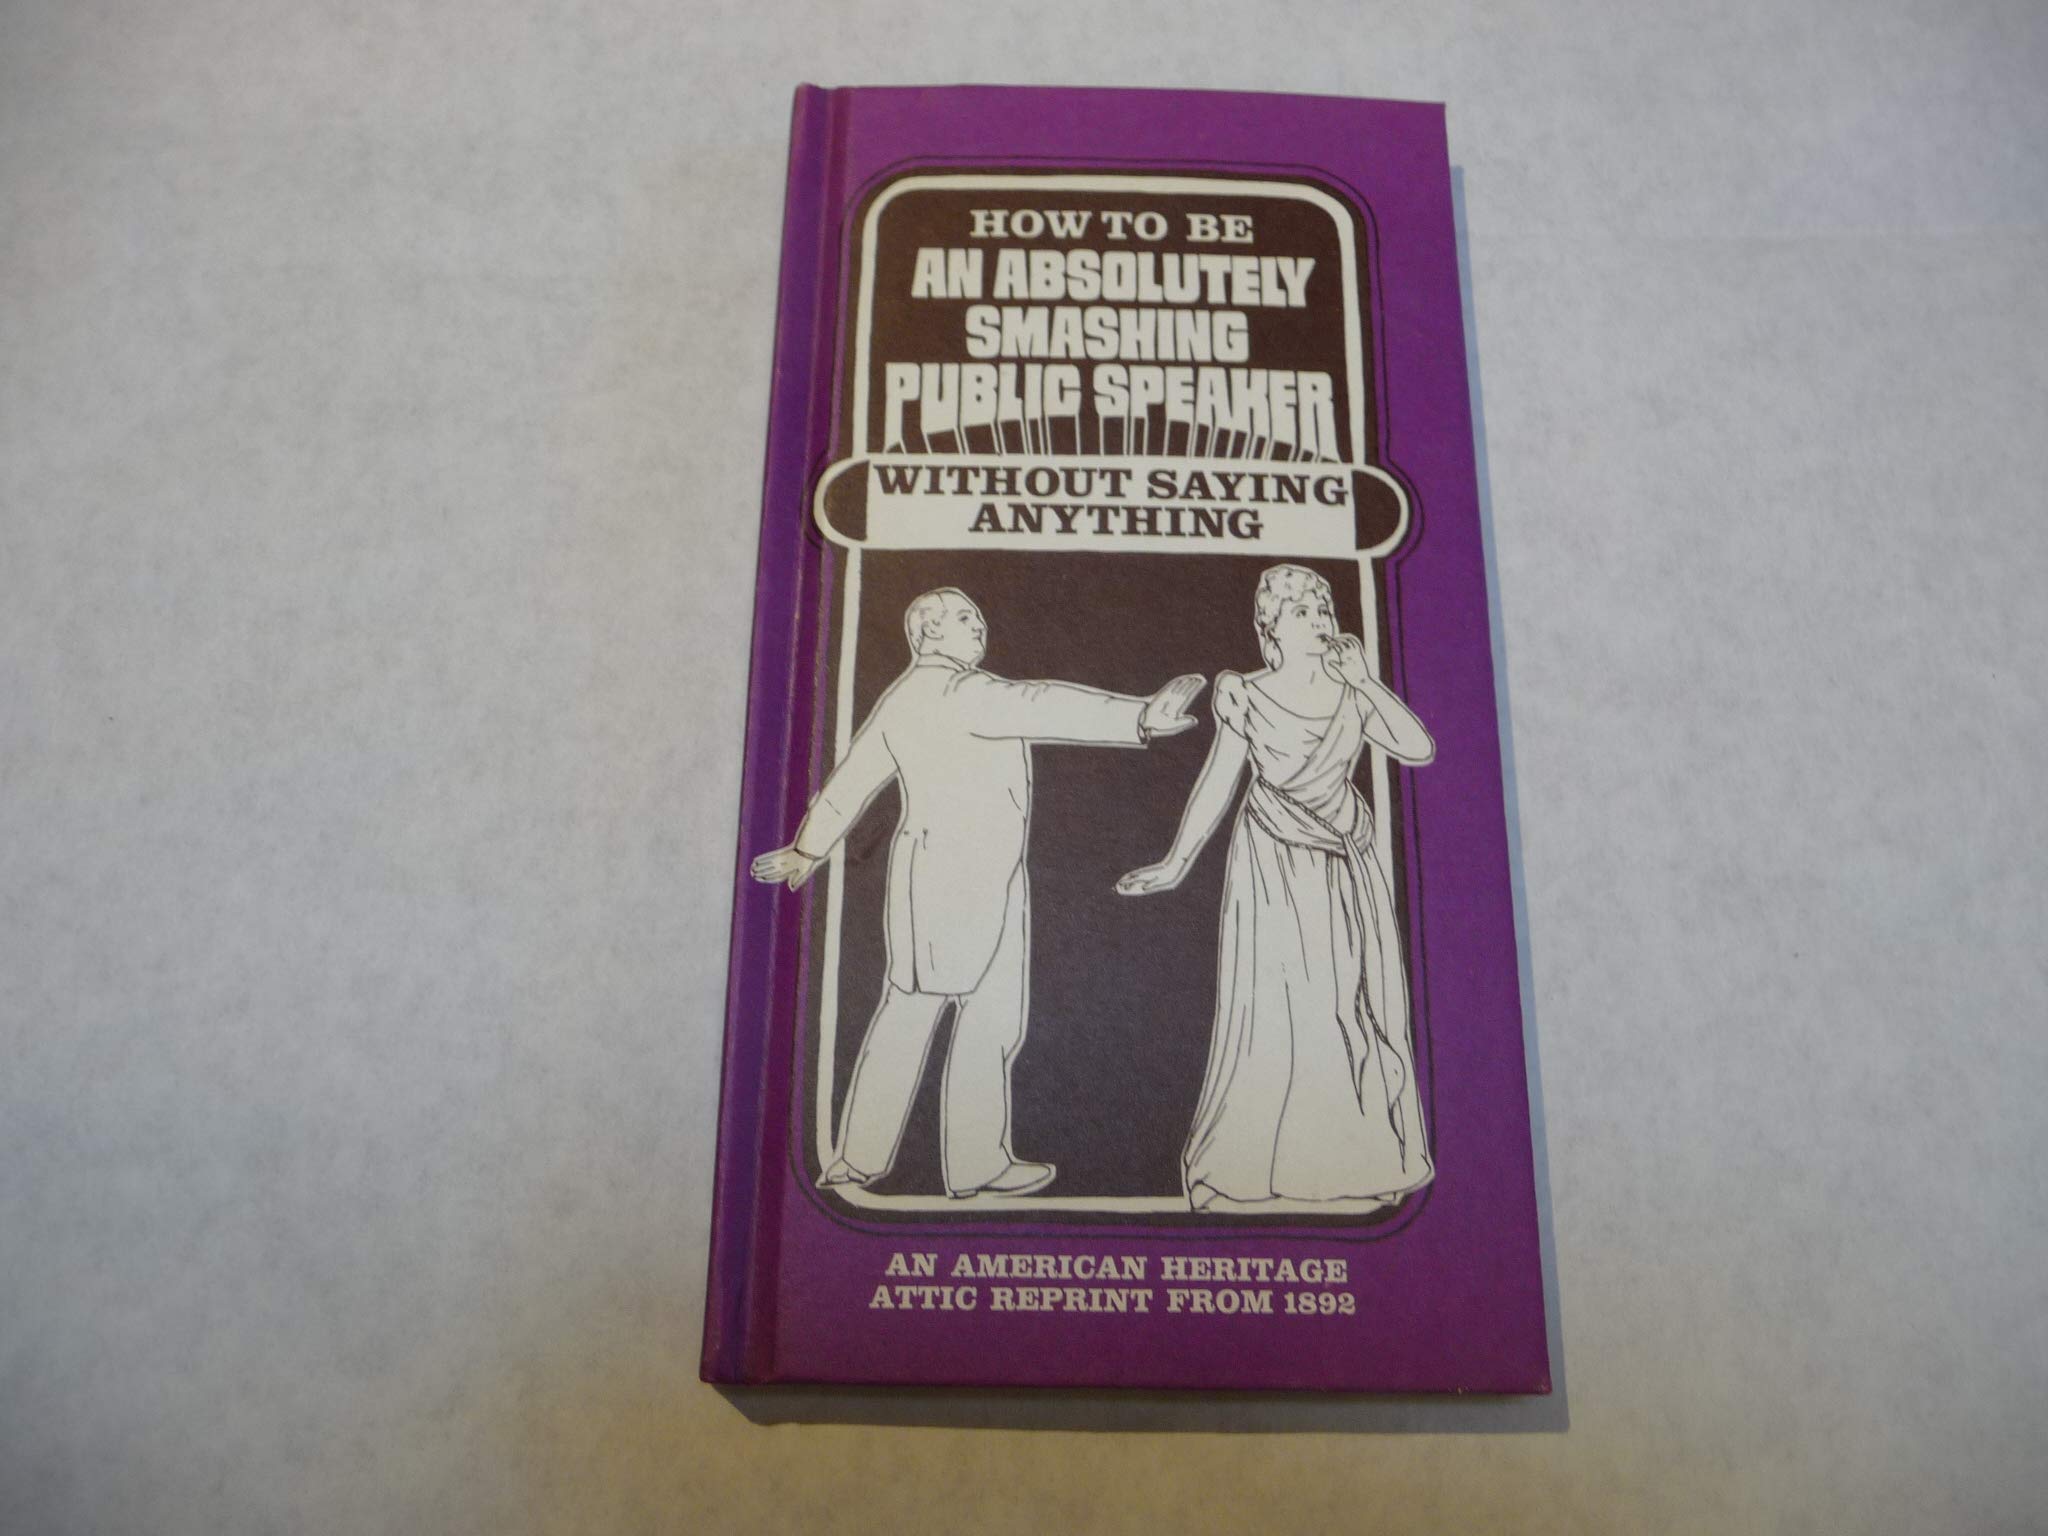 HOW TO BE
AN ABSOLUTELY
SMASHING
PUBLIC SPEAKER
WITHOUT SAYING
ANYTHING
AN AMERICAN HERITAGE
ATTIC REPRINT FROM 1892